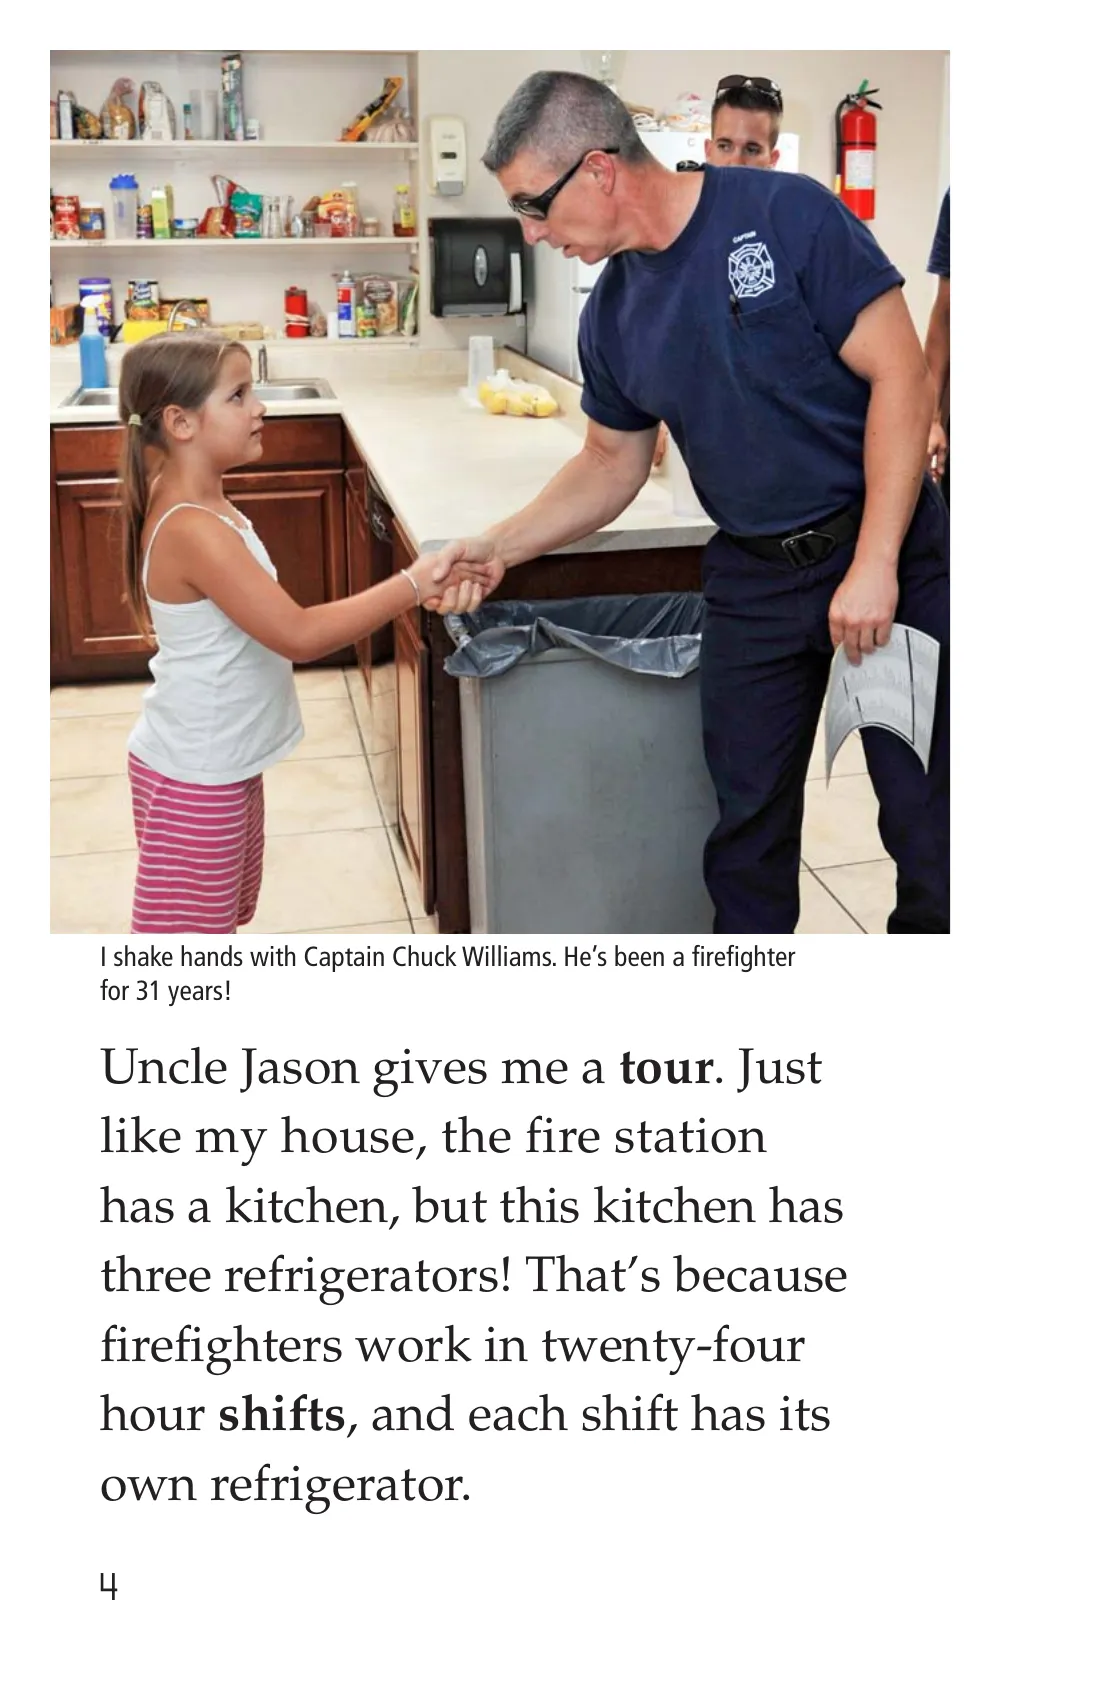 CAPTAIN
C
I shake hands with Captain Chuck Williams. He's been a firefighter
for 31 years!
Uncle Jason gives me a tour. Just
like my house, the fire station
has a kitchen, but this kitchen has
three refrigerators! That's because
firefighters work in twenty-four
hour shifts, and each shift has its
own refrigerator.
4